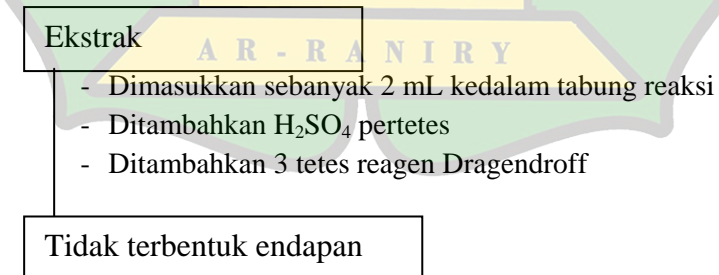 Ekstrak
A R - R A N I R Y
- Dimasukkan sebanyak 2 mL kedalam tabung reaksi
- Ditambahkan H₂SO₄ pertetes
- Ditambahkan 3 tetes reagen Dragendroff
Tidak terbentuk endapan